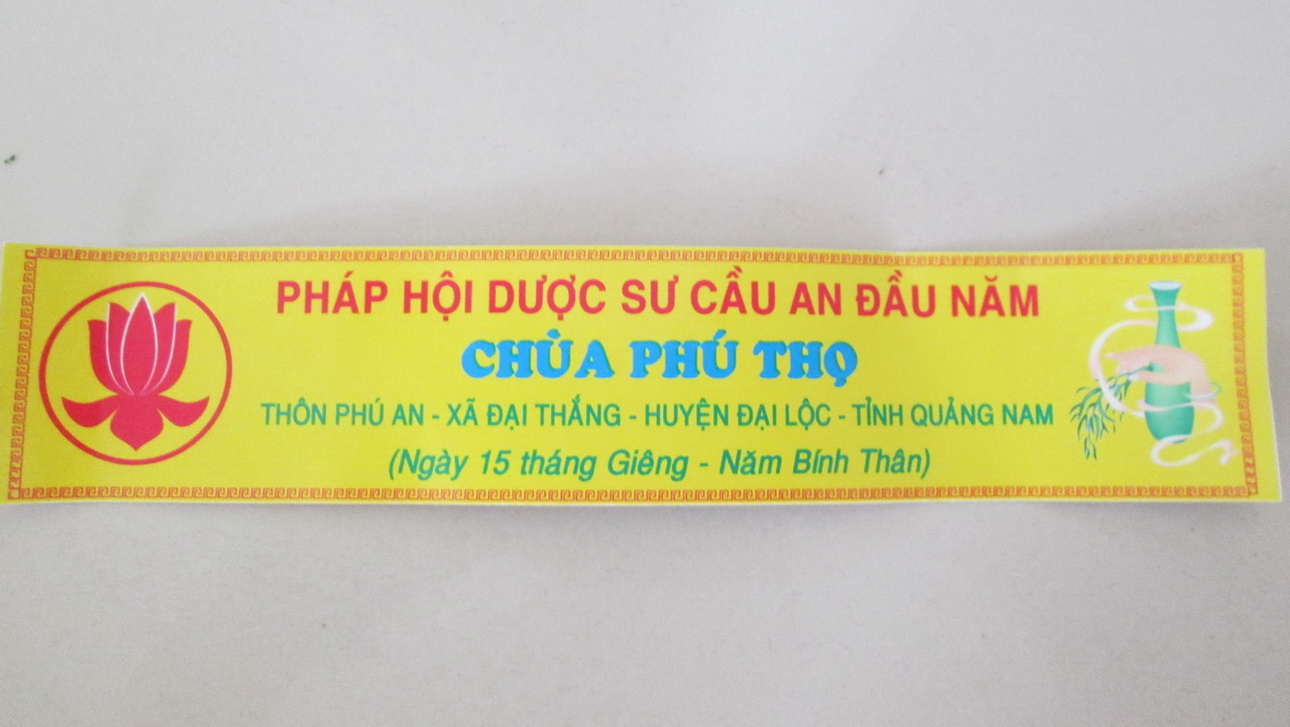 PHÁP HỘI DƯỢC SƯ CẦU AN ĐẦU NĂM
CHÙA PHÚ THỌ
THÔN PHÚ AN - XÃ ĐẠI THẮNG - HUYỆN ĐẠI LỘC - TỈNH QUẢNG NAM
(Ngày 15 tháng Giêng - Năm Bính Thân)